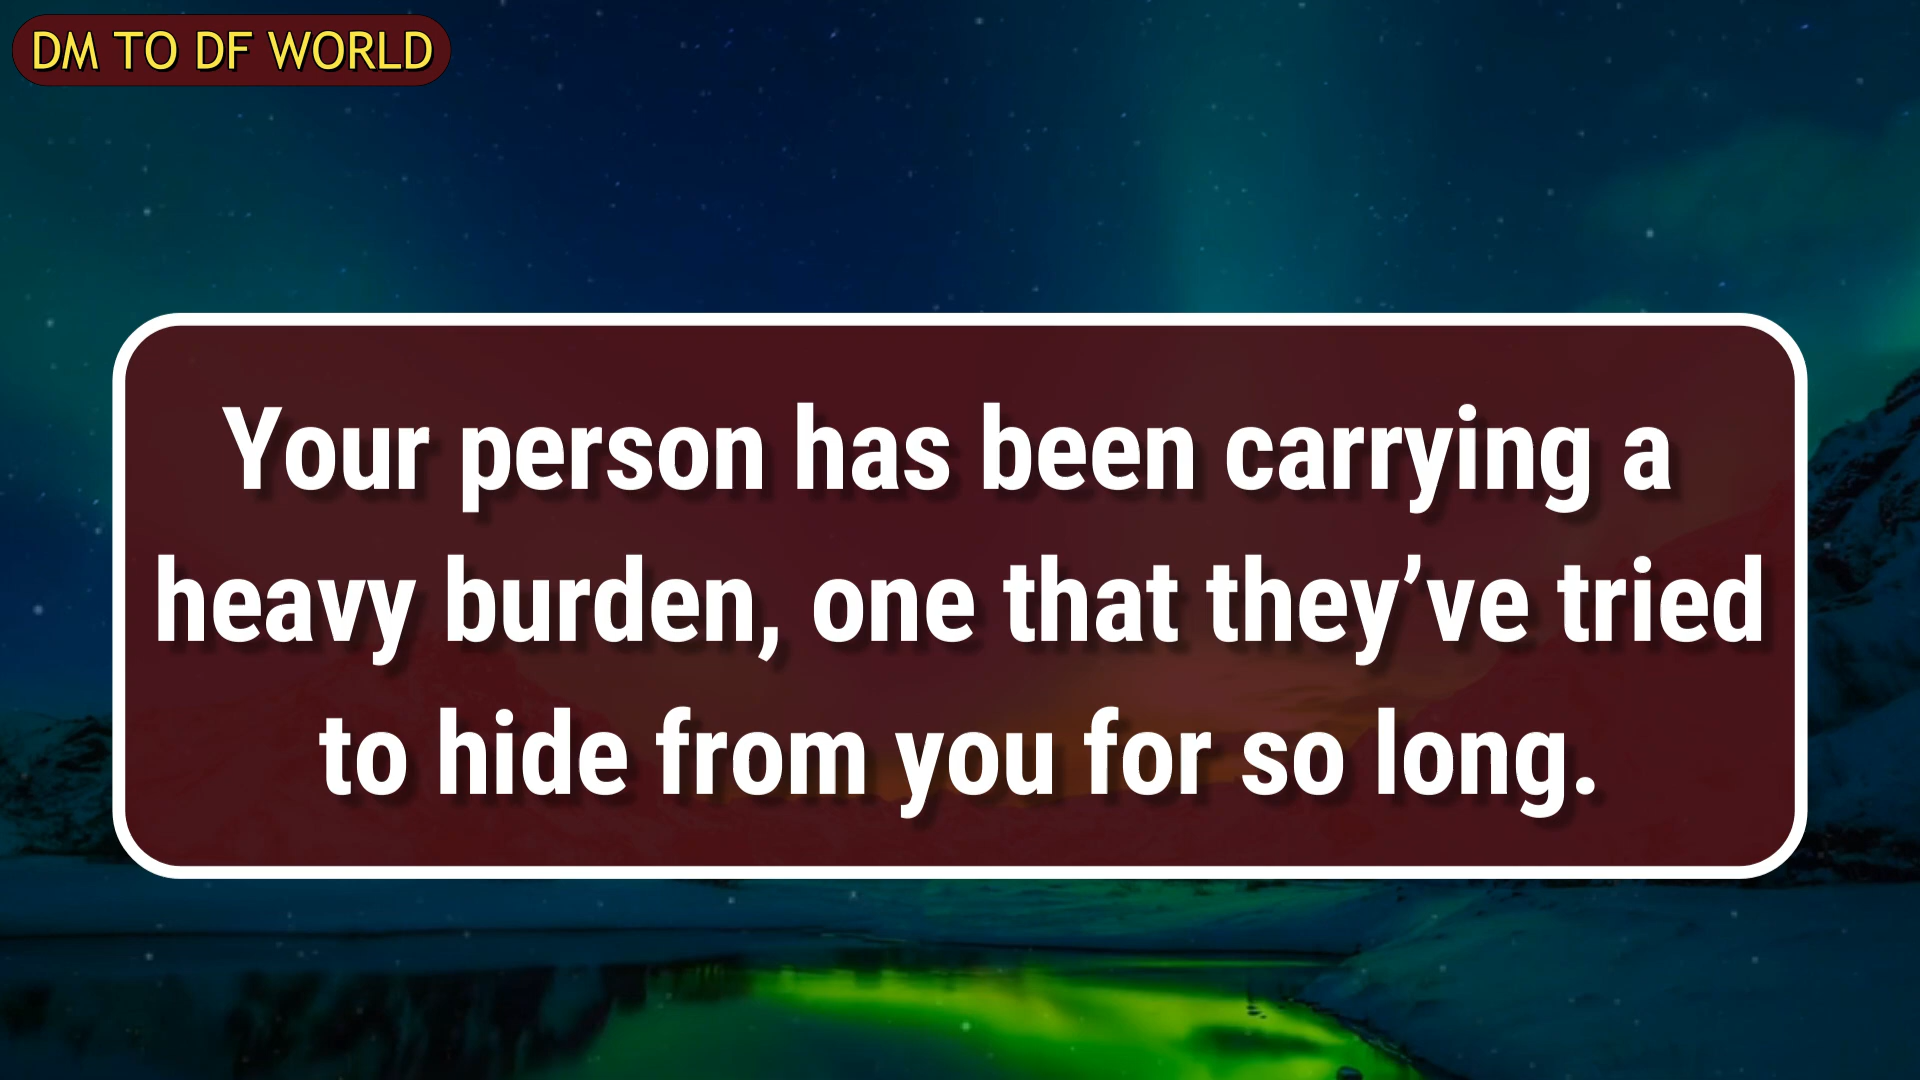 DM TO DF WORLD
Your person has been carrying a
heavy burden, one that they’ve tried
to hide from you for so long.